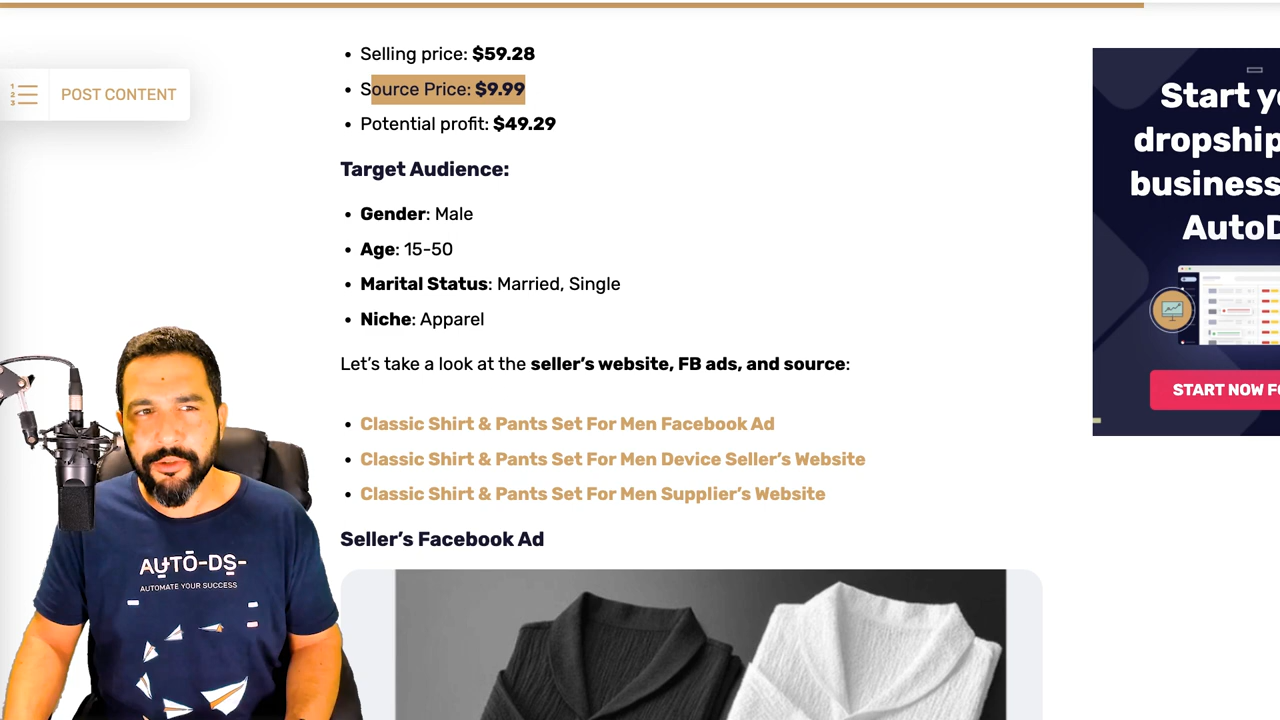 POST CONTENT
• Selling price: $59.28
• Source Price: $9.99
• Potential profit: $49.29
Target Audience:
• Gender: Male
• Age: 15-50
• Marital Status: Married, Single
• Niche: Apparel
Let's take a look at the seller's website, FB ads, and source:
• Classic Shirt & Pants Set For Men Facebook Ad
• Classic Shirt & Pants Set For Men Device Seller's Website
• Classic Shirt & Pants Set For Men Supplier's Website
Seller's Facebook Ad
Start
dropship
business
START NOW
AUTO-DS-
AUTOMATE YOUR SUCCESS